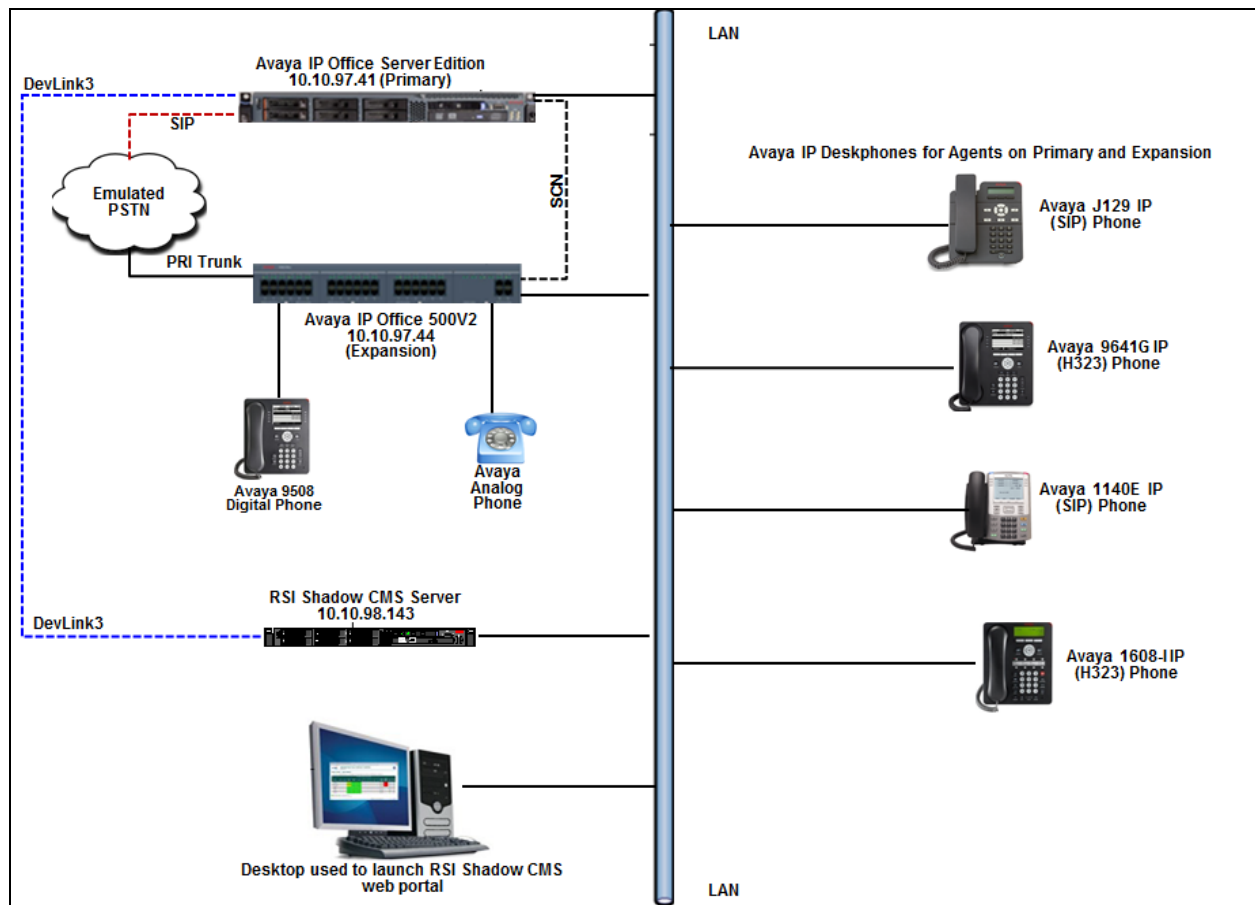 LAN
Avaya IP Office Server Edition
10.10.97.41 (Primary)
DevLink3
SIP
SCN
Emulated
PSTN
PRI Trunk
Avaya IP Office 500V2
10.10.97.44
(Expansion)
Avaya 9508
Digital Phone
Avaya
Analog
Phone
Avaya IP Deskphones for Agents on Primary and Expansion
Avaya J129 IP
(SIP) Phone
Avaya 9641G IP
(H323) Phone
Avaya 1140E IP
(SIP) Phone
Avaya 1608-I IP
(H323) Phone
RSI Shadow CMS Server
10.10.98.143
DevLink3
Desktop used to launch RSI Shadow CMS
web portal
LAN